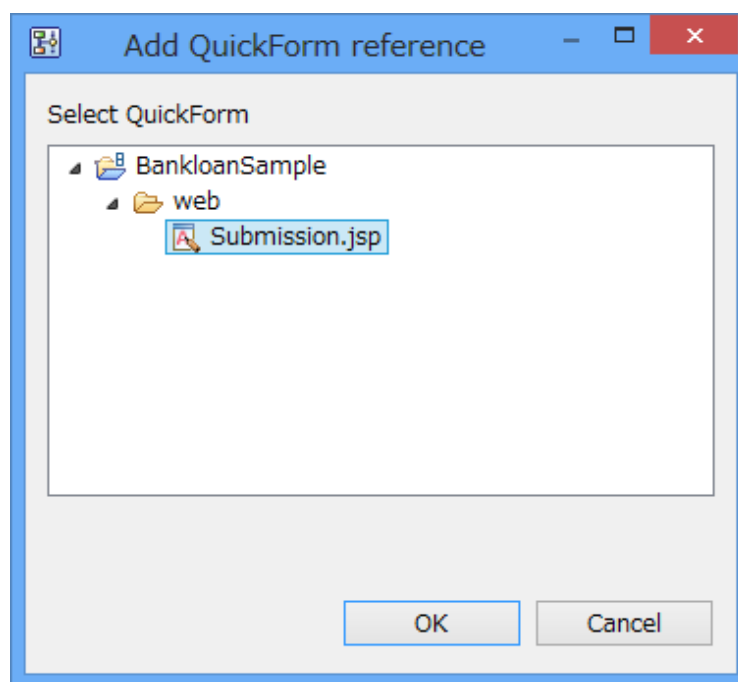 Add QuickForm reference
Select QuickForm
BankloanSample
web
Submission.jsp
OK Cancel